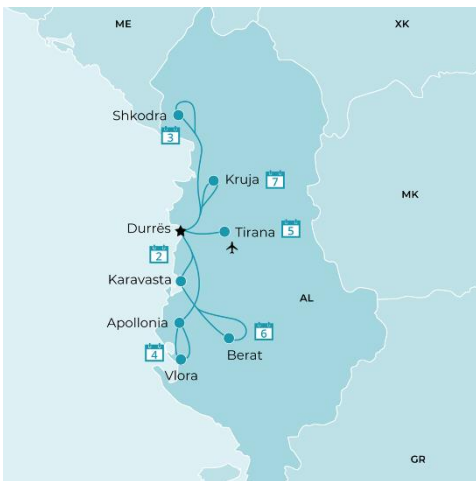 ME
XK
Shkodra
3
Kruja
7
MK
Durrës
Tirana
5
2
Karavasta
AL
Apollonia
6
4
Berat
Vlora
GR